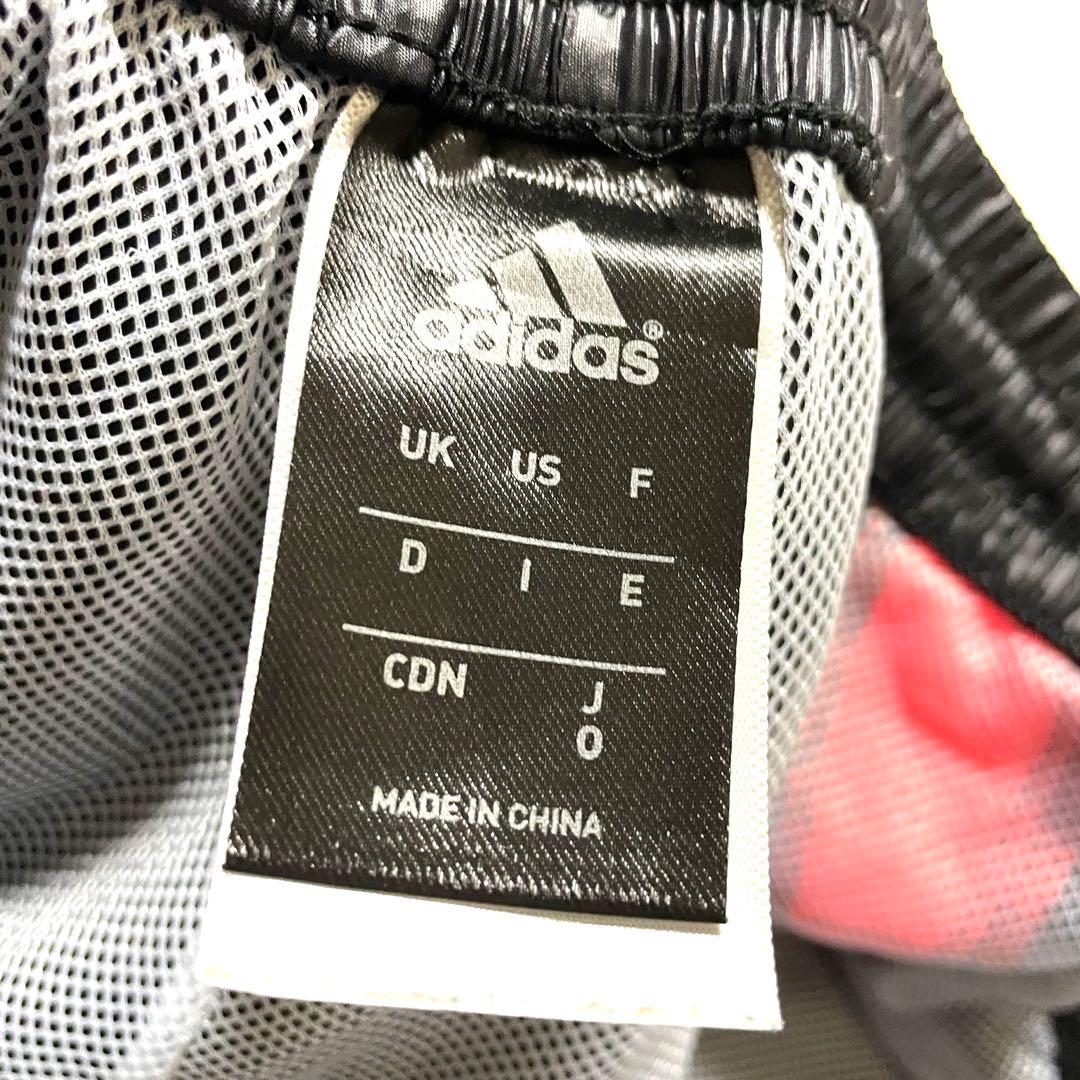 adidas®
UK US F
D I E
CDN J
O
MADE IN CHINA